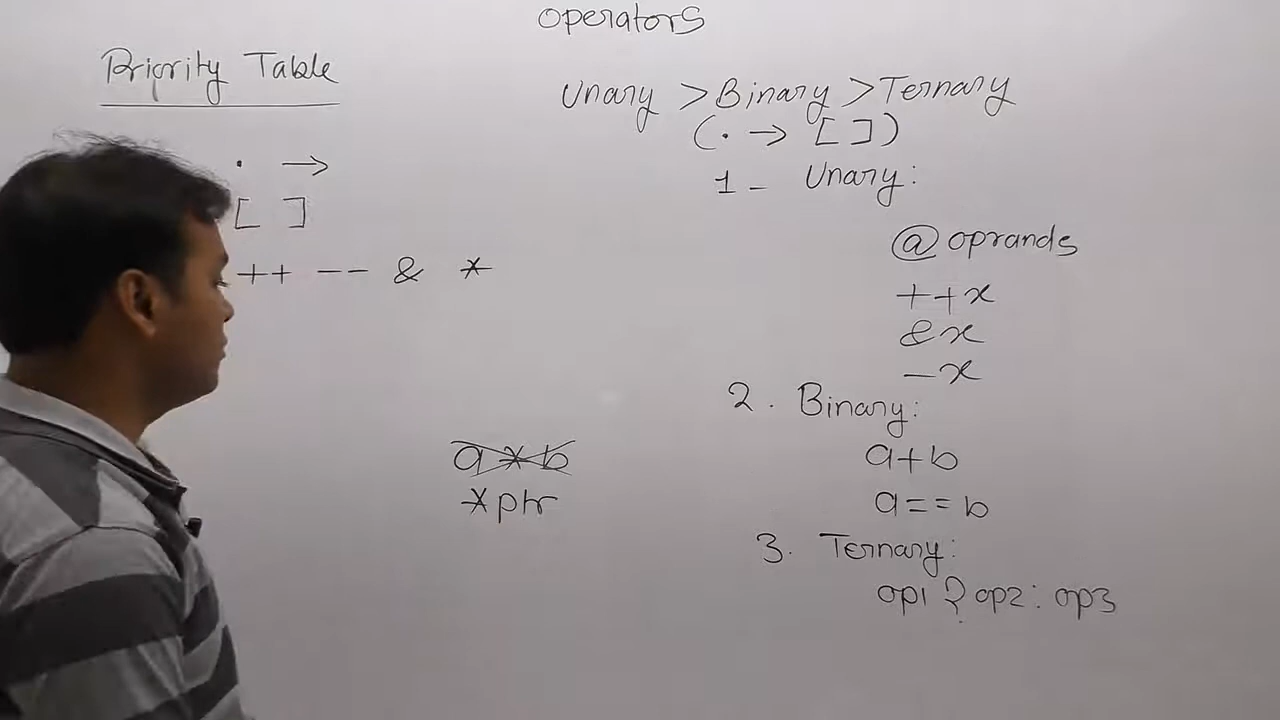 operators
Priority Table
Unary > Binary > Ternary
(. → [ ])
. →
[ ]
++ -- & *
1 - Unary:
@ oprands
++x
&x
-x
2. Binary:
a+b
a==b
a * b
*ptr
3. Ternary:
op1 ? op2 : op3